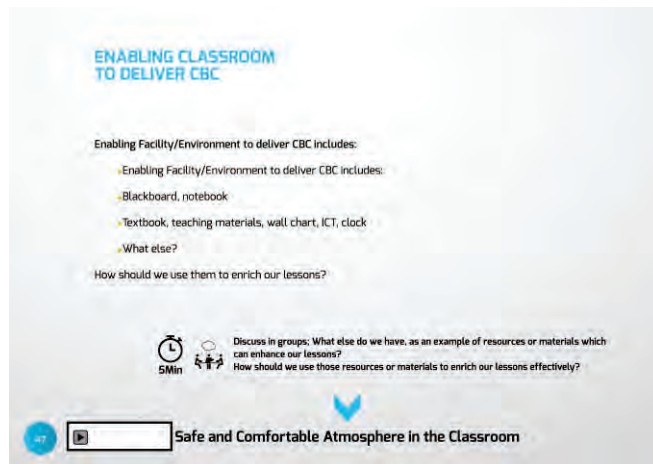 ENABLING CLASSROOM
TO DELIVER CBC
Enabling Facility/Environment to deliver CBC includes:
Enabling Facility/Environment to deliver CBC includes:
Blackboard, notebook
Textbook, teaching materials, wall chart, ICT, clock
What else?
How should we use them to enrich our lessons?
5Min
Discuss in groups; What else do we have, as an example of resources or materials which
can enhance our lessons?
How should we use those resources or materials to enrich our lessons effectively?
47
Safe and Comfortable Atmosphere in the Classroom